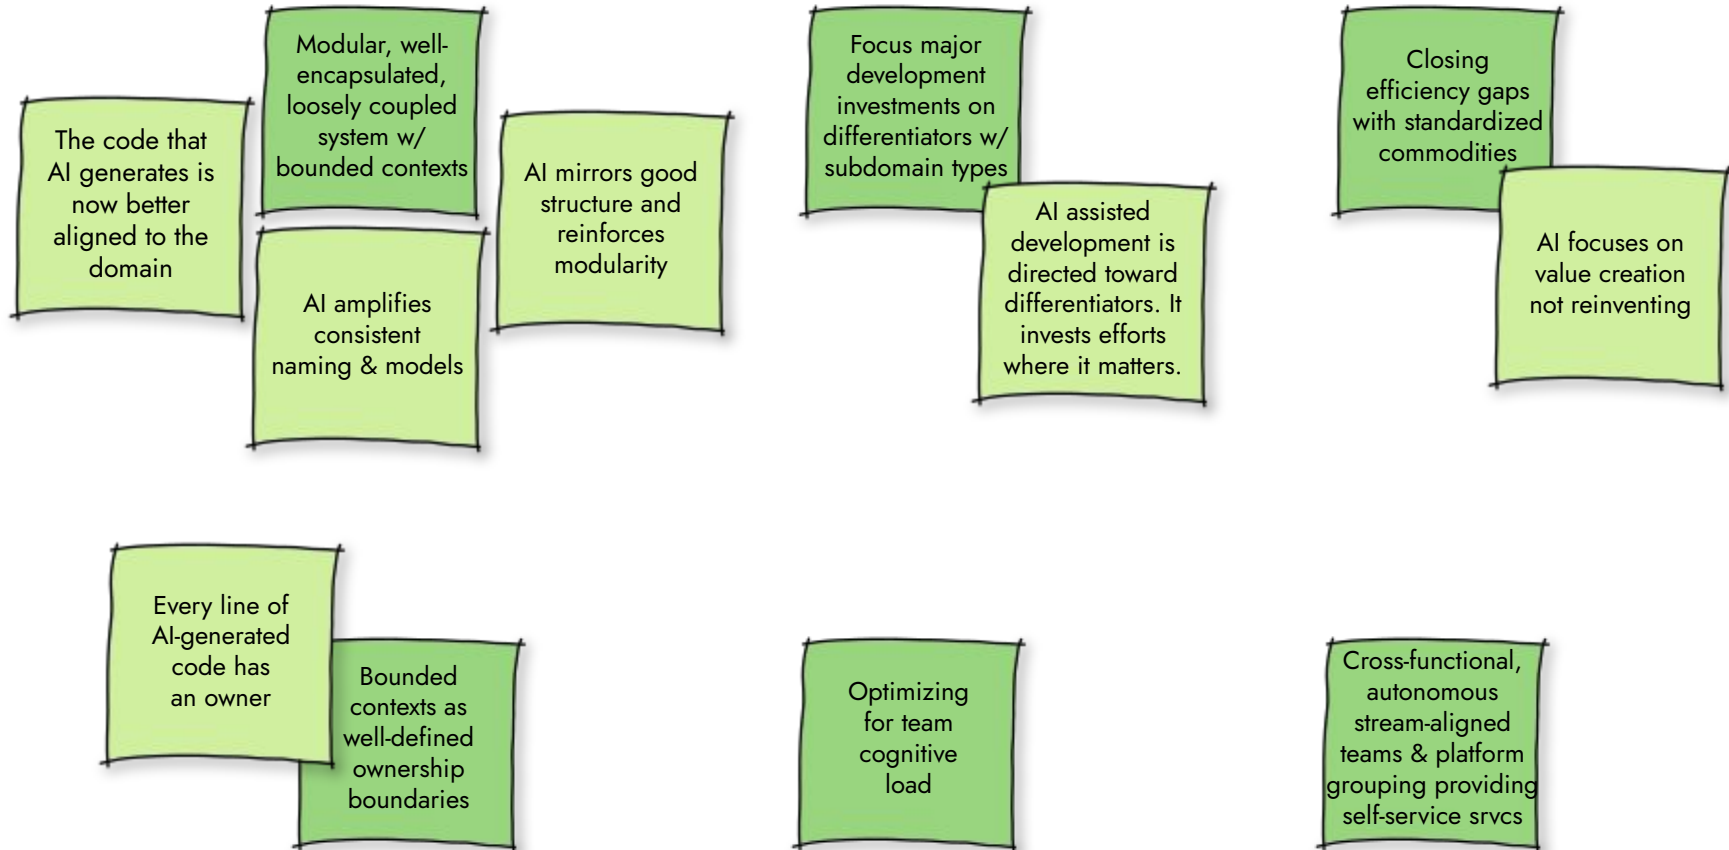 The code that
AI generates is
now better
aligned to the
domain
Modular, well-
encapsulated,
loosely coupled
system w/
bounded contexts
AI amplifies
consistent
naming & models
AI mirrors good
structure and
reinforces
modularity
Focus major
development
investments on
differentiators w/
subdomain types
AI assisted
development is
directed toward
differentiators. It
invests efforts
where it matters.
Closing
efficiency gaps
with standardized
commodities
AI focuses on
value creation
not reinventing
Every line of
AI-generated
code has
an owner
Bounded
contexts as
well-defined
ownership
boundaries
Optimizing
for team
cognitive
load
Cross-functional,
autonomous
stream-aligned
teams & platform
grouping providing
self-service srvcs